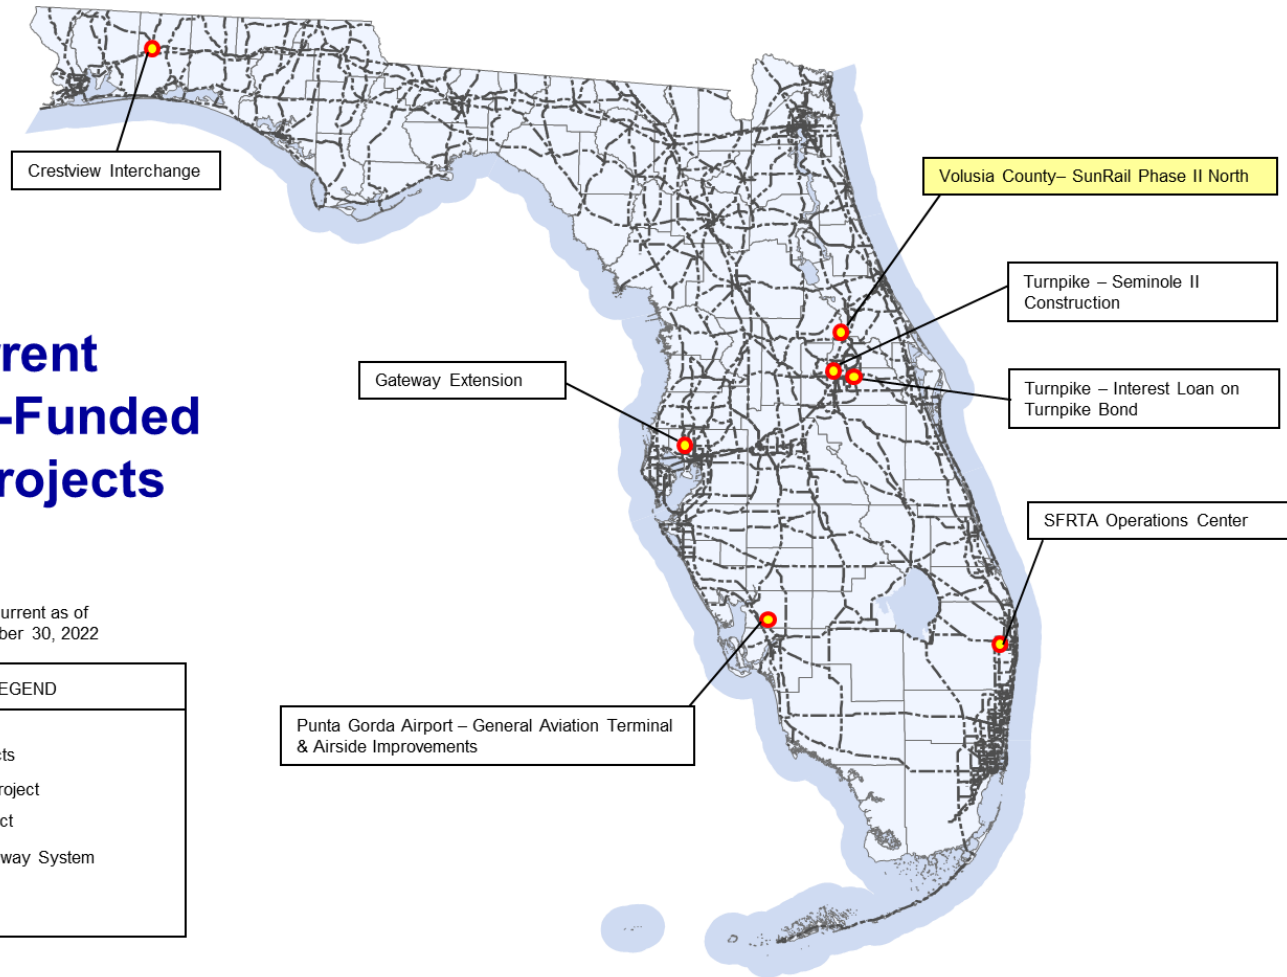 Crestview Interchange
Volusia County– SunRail Phase II North
Turnpike – Seminole II
Construction
Gateway Extension
Turnpike – Interest Loan on
Turnpike Bond
rrent
-Funded
rojects
SFRTA Operations Center
urrent as of
ber 30, 2022
EGEND
cts
roject
ct
way System
Punta Gorda Airport – General Aviation Terminal
& Airside Improvements